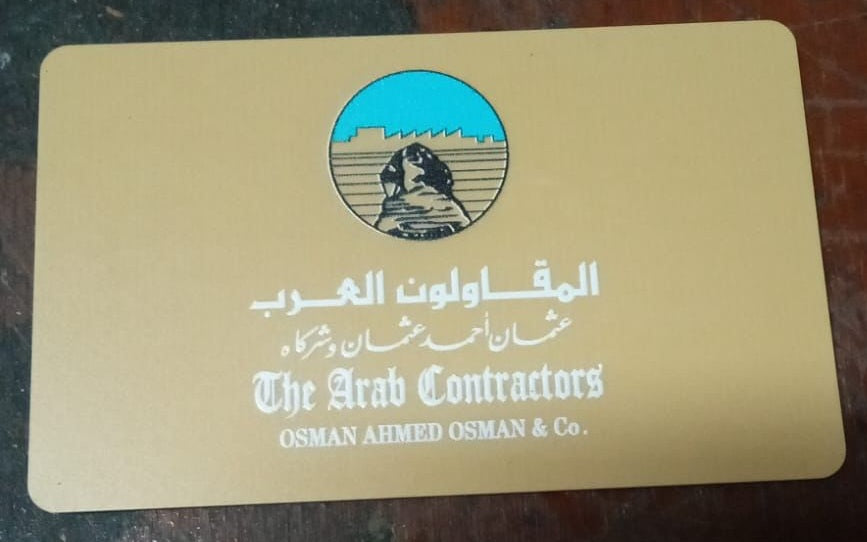 المقاولون العرب
عثمان أحمد عثمان وشركاه
The Arab Contractors
OSMAN AHMED OSMAN & Co.